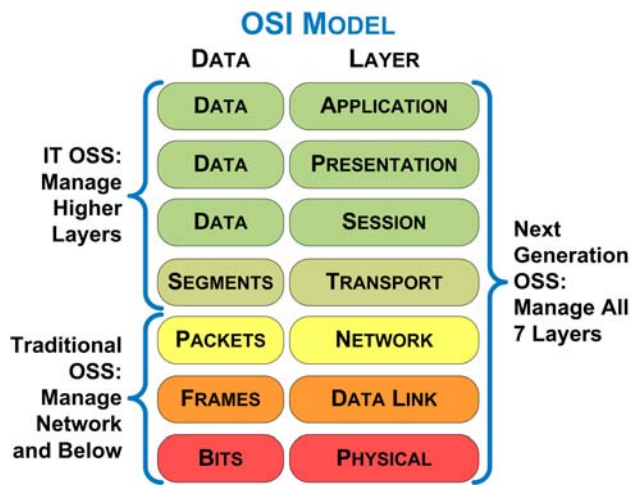 OSI MODEL
DATA LAYER
DATA APPLICATION
DATA PRESENTATION
DATA SESSION
SEGMENTS TRANSPORT
PACKETS NETWORK
FRAMES DATA LINK
BITS PHYSICAL
IT OSS:
Manage
Higher
Layers
Traditional
OSS:
Manage
Network
and Below
Next
Generation
OSS:
Manage All
7 Layers